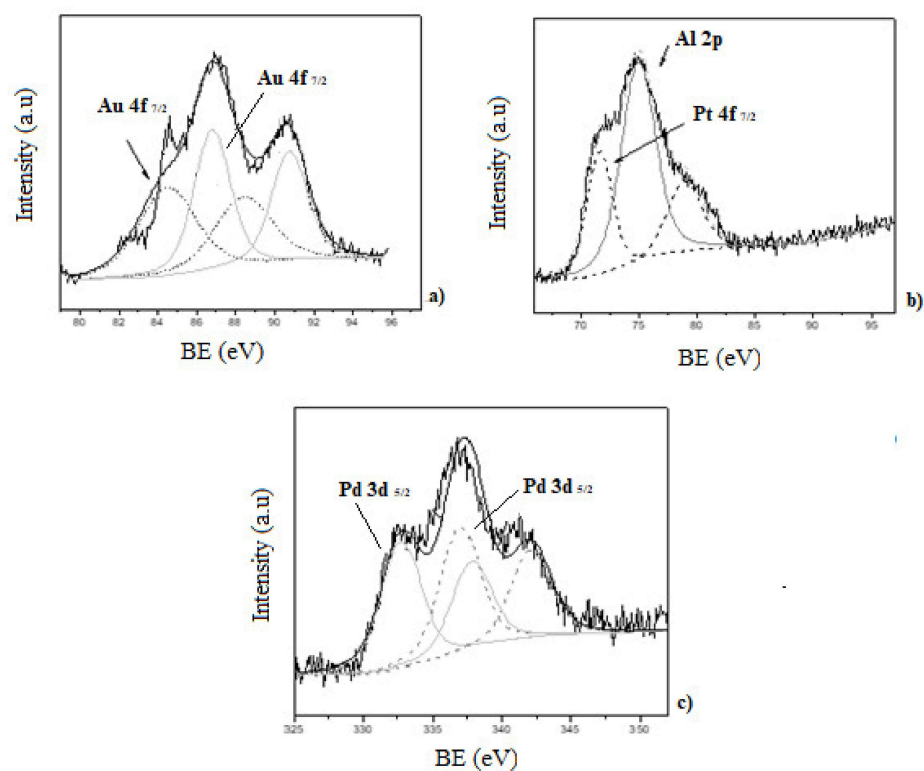 Au 4f 7/2
Au 4f 7/2
Intensity (a.u)
80 82 84 86 88 90 92 94 96
BE (eV)
a)
Al 2p
Pt 4f 7/2
Intensity (a.u)
70 75 80 85 90 95
BE (eV)
b)
Pd 3d 5/2
Pd 3d 5/2
Intensity (a.u)
325 330 335 340 345 350
BE (eV)
c)